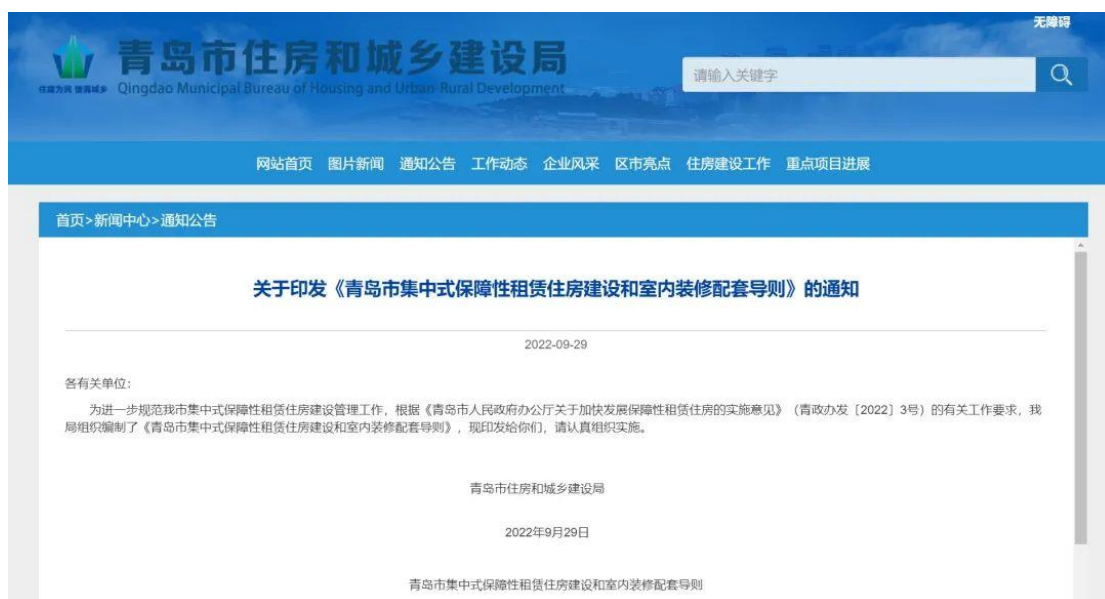 无障碍
青岛市住房和城乡建设局
住建为民 筑商城乡
Qingdao Municipal Bureau of Housing and Urban-Rural Development
请输入关键字
网站首页 图片新闻 通知公告 工作动态 企业风采 区市亮点 住房建设工作 重点项目进展
首页>新闻中心>通知公告
关于印发《青岛市集中式保障性租赁住房建设和室内装修配套导则》的通知
2022-09-29
各有关单位：
为进一步规范我市集中式保障性租赁住房建设管理工作，根据《青岛市人民政府办公厅关于加快发展保障性租赁住房的实施意见》（青政办发〔2022〕3号）的有关工作要求，我
局组织编制了《青岛市集中式保障性租赁住房建设和室内装修配套导则》，现印发给你们，请认真组织实施。
青岛市住房和城乡建设局
2022年9月29日
青岛市集中式保障性租赁住房建设和室内装修配套导则